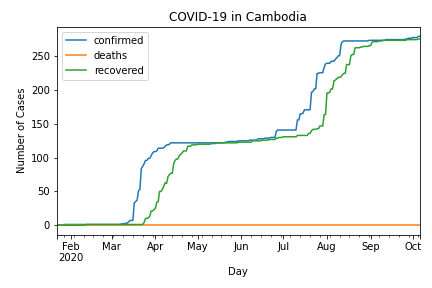 COVID-19 in Cambodia
confirmed
deaths
recovered
Number of Cases
250
200
150
100
50
0
Feb Mar Apr May Jun Jul Aug Sep Oct
2020
Day